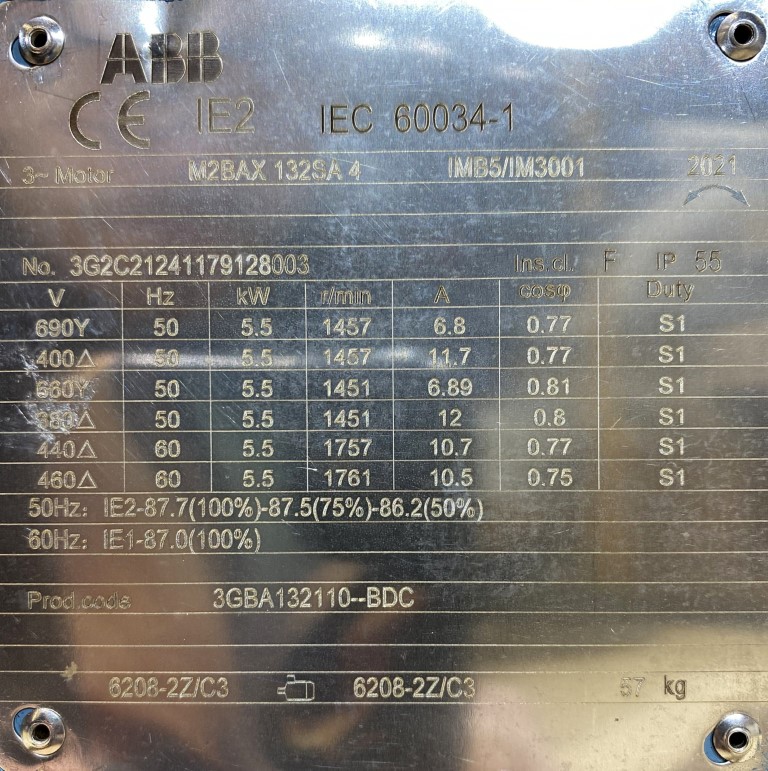 ABB
CE IE2 IEC 60034-1
3~ Motor M2BAX 132SA 4 IMB5/IM3001 2021
No. 3G2C21241179128003 Ins.cl. F IP 55
V Hz kW r/min A cosφ Duty
690Y 50 5.5 1457 6.8 0.77 S1
400△ 50 5.5 1457 11.7 0.77 S1
660Y 50 5.5 1451 6.89 0.81 S1
380△ 50 5.5 1451 12 0.8 S1
440△ 60 5.5 1757 10.7 0.77 S1
460△ 60 5.5 1761 10.5 0.75 S1
50Hz: IE2-87.7(100%)-87.5(75%)-86.2(50%)
60Hz: IE1-87.0(100%)
Prod.code 3GBA132110--BDC
6208-2Z/C3 6208-2Z/C3 57 kg